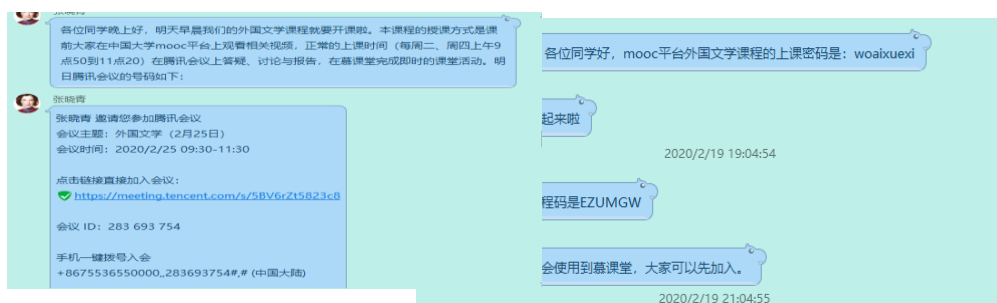 张晓青
各位同学晚上好，明天早晨我们的外国文学课程就要开课啦。本课程的授课方式是课
前大家在中国大学mooc平台上观看相关视频，正常的上课时间（每周二、周四上午9
点50到11点20）在腾讯会议上答疑、讨论与报告，在慕课堂完成即时的课堂活动。明
日腾讯会议的号码如下：
张晓青
张晓青 邀请您参加腾讯会议
会议主题：外国文学（2月25日）
会议时间：2020/2/25 09:30-11:30
点击链接直接加入会议：
https://meeting.tencent.com/s/5BV6rZt5823c8
会议 ID：283 693 754
手机一键拨号入会
+8675536550000,,283693754#,# (中国大陆)
各位同学好，mooc平台外国文学课程的上课密码是：woaixuexi
起来啦
2020/2/19 19:04:54
程码是EZUMGW
会使用到慕课堂，大家可以先加入。
2020/2/19 21:04:55